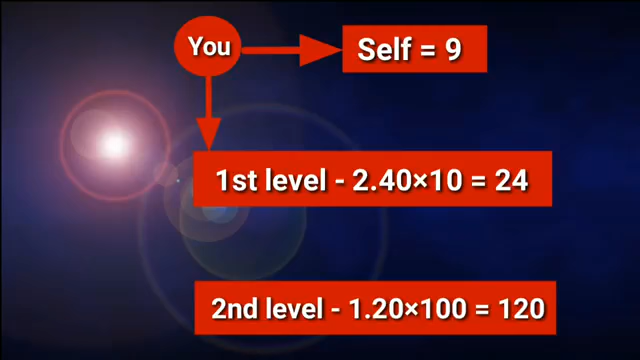 You
Self = 9
1st level - 2.40×10 = 24
2nd level - 1.20×100 = 120